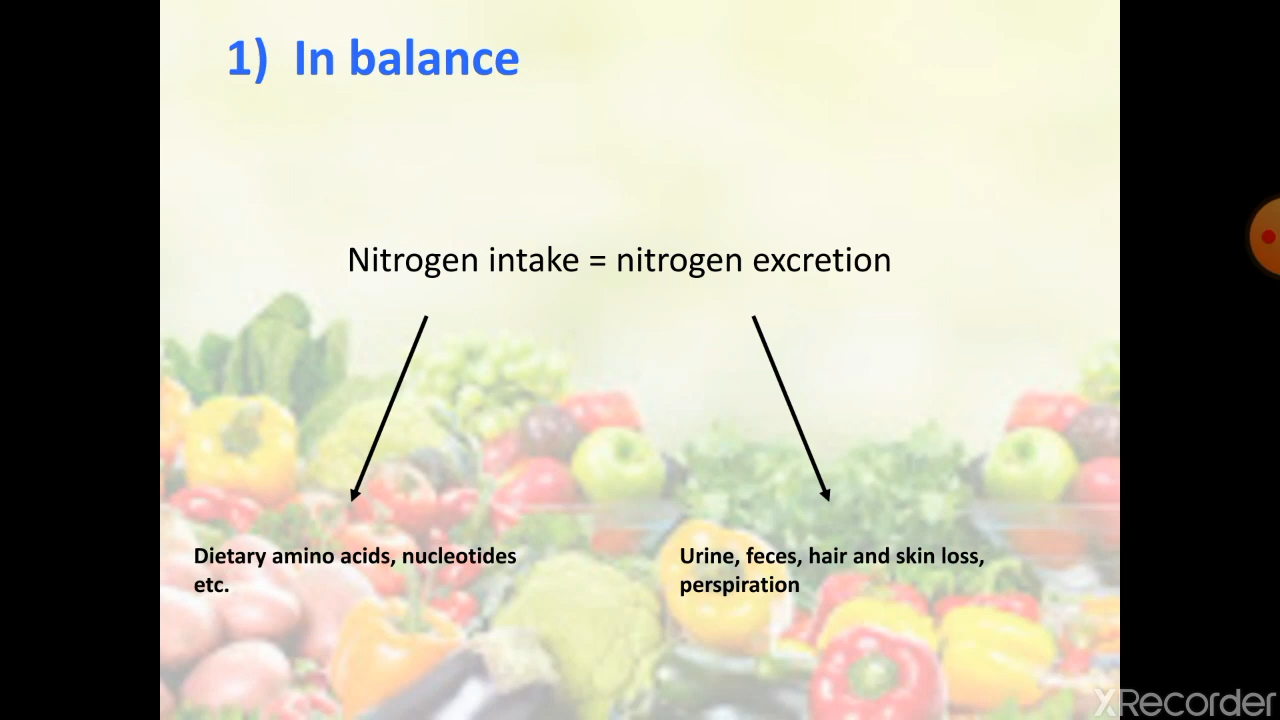 1) In balance
Nitrogen intake = nitrogen excretion
Dietary amino acids, nucleotides
etc.
Urine, feces, hair and skin loss,
perspiration
XRecorder